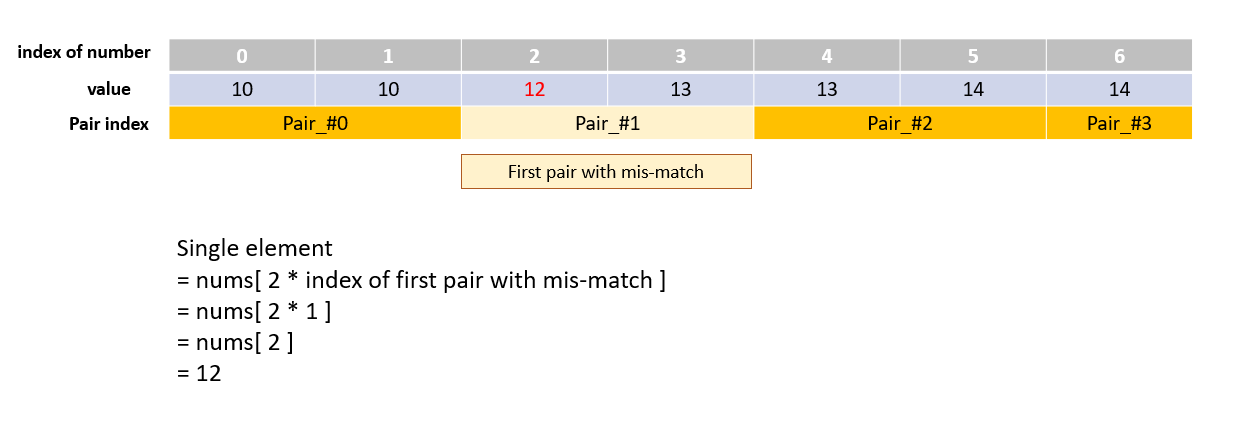 index of number 0 1 2 3 4 5 6
value 10 10 12 13 13 14 14
Pair index Pair_#0 Pair_#1 Pair_#2 Pair_#3
First pair with mis-match
Single element
= nums[ 2 * index of first pair with mis-match ]
= nums[ 2 * 1 ]
= nums[ 2 ]
= 12